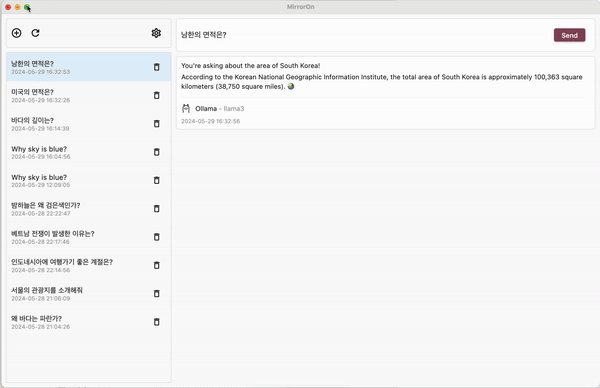 MirrorOn
남한의 면적은?
2024-05-29 16:32:53
미국의 면적은?
2024-05-29 16:32:26
바다의 깊이는?
2024-05-29 16:14:39
Why sky is blue?
2024-05-29 16:04:56
Why sky is blue?
2024-05-29 12:09:05
밤하늘은 왜 검은색인가?
2024-05-28 22:22:47
베트남 전쟁이 발생한 이유는?
2024-05-28 22:17:46
인도네시아에 여행가기 좋은 계절은?
2024-05-28 22:14:56
서울의 관광지를 소개해줘
2024-05-28 21:06:09
왜 바다는 파란가?
2024-05-28 21:04:26
남한의 면적은?
Send
You're asking about the area of South Korea!
According to the Korean National Geographic Information Institute, the total area of South Korea is approximately 100,363 square
kilometers (38,750 square miles).
Ollama - llama3
2024-05-29 16:32:56